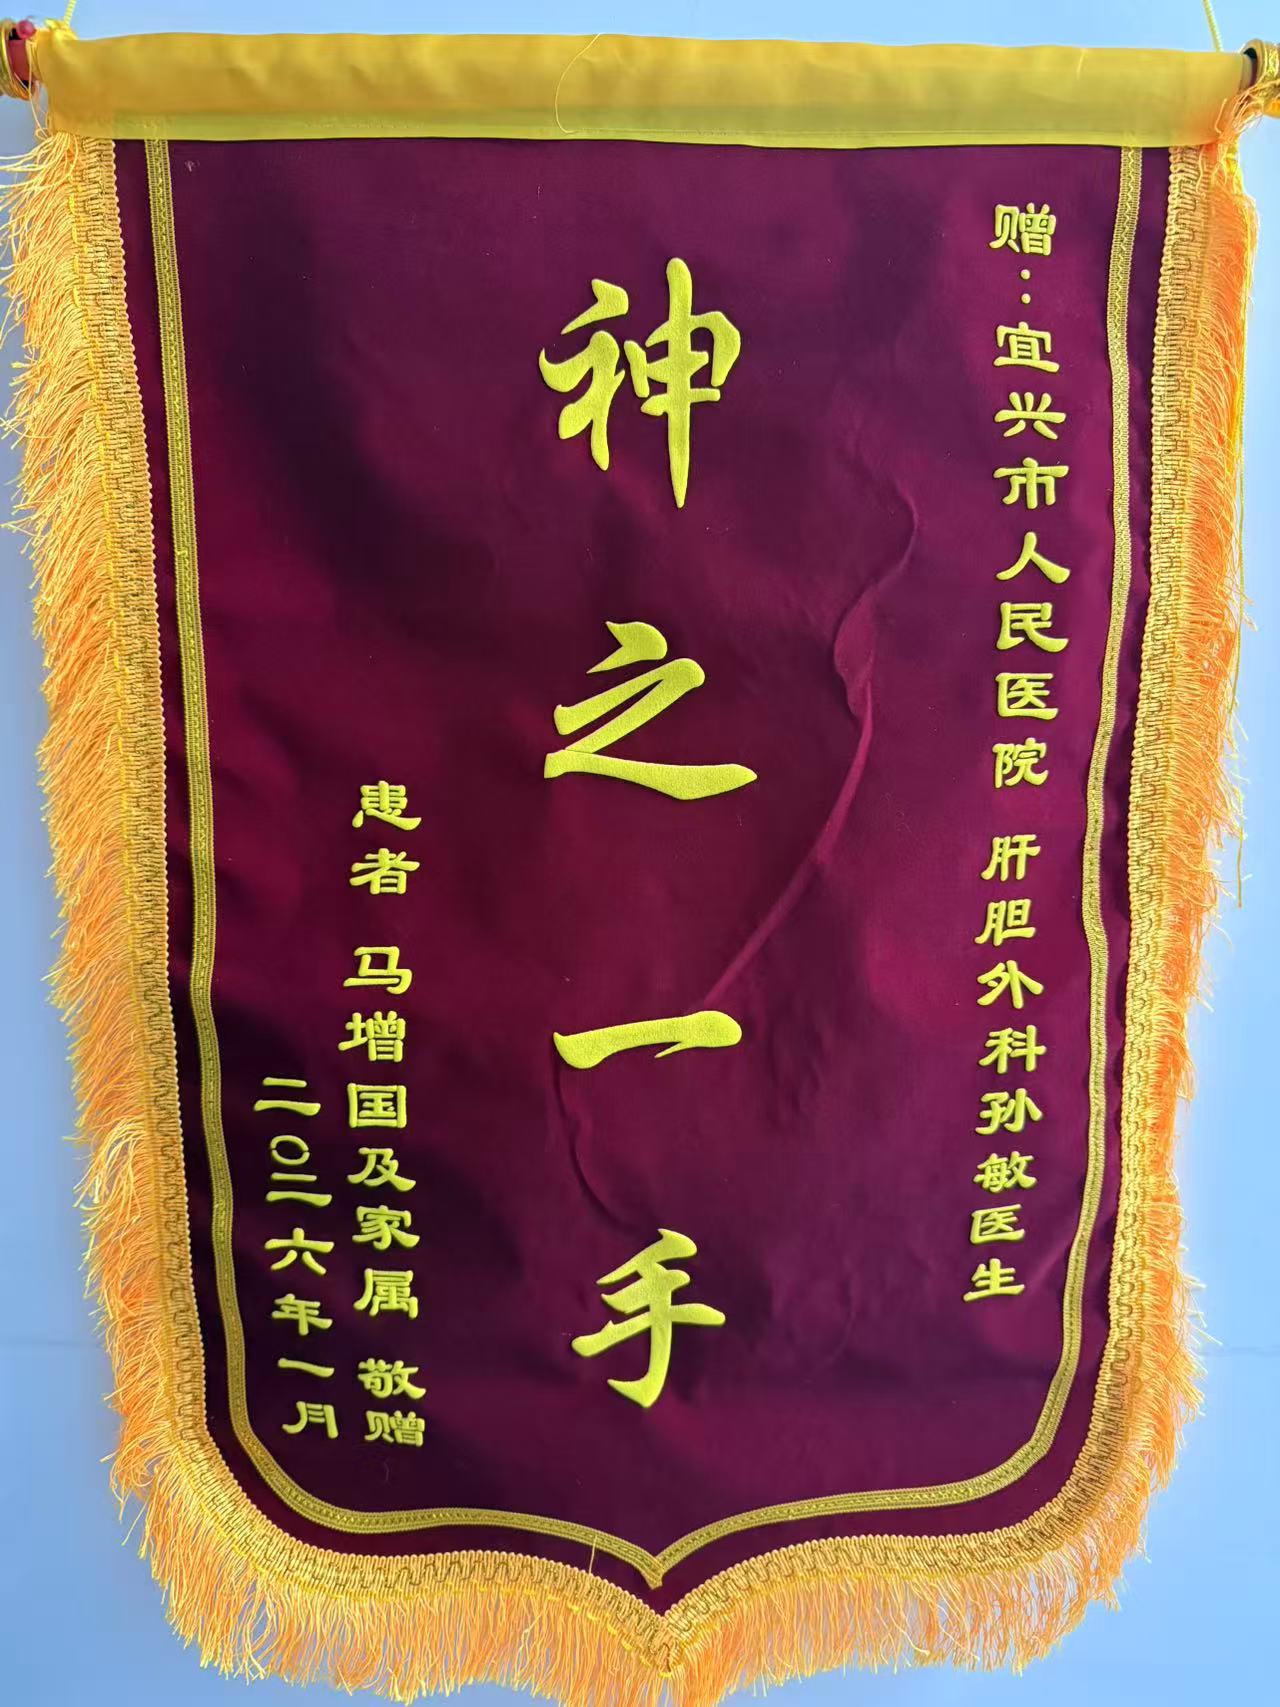 赠：宜兴市人民医院 肝胆外科孙敏医生
神之一手
患者 马增国及家属 敬赠
二〇二六年一月